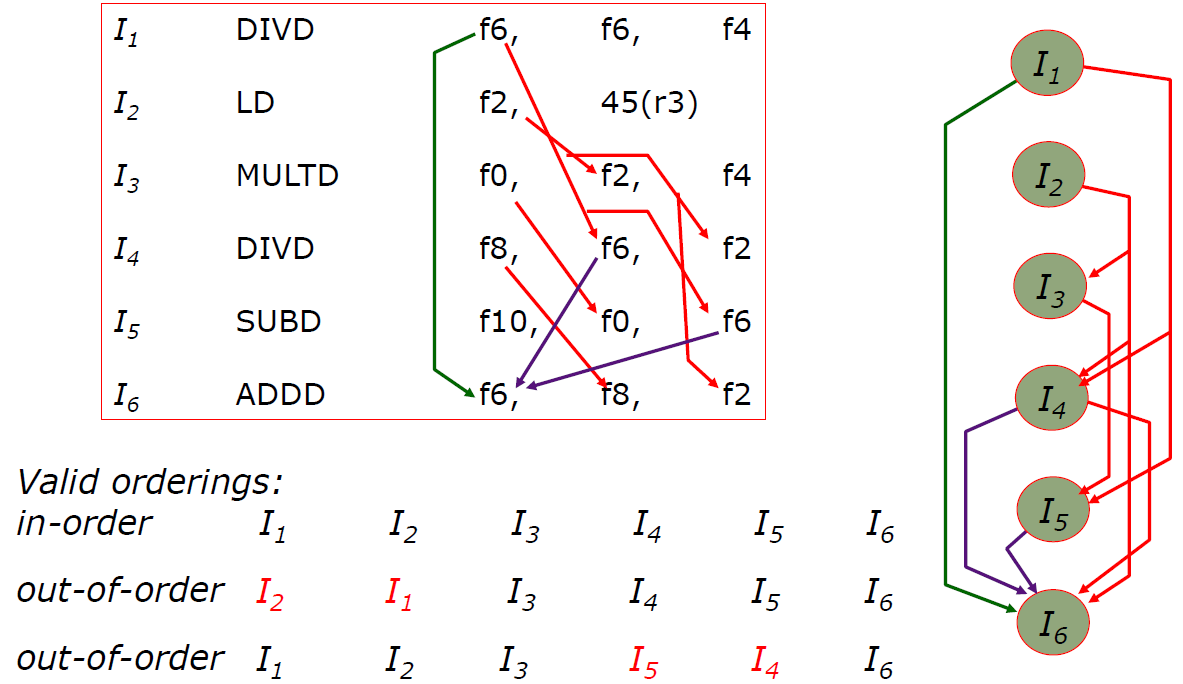 I1 DIVD f6, f6, f4
I2 LD f2, 45(r3)
I3 MULTD f0, f2, f4
I4 DIVD f8, f6, f2
I5 SUBD f10, f0, f6
I6 ADDD f6, f8, f2
Valid orderings:
in-order I1 I2 I3 I4 I5 I6
out-of-order I2 I1 I3 I4 I5 I6
out-of-order I1 I2 I3 I5 I4 I6
I1
I2
I3
I4
I5
I6